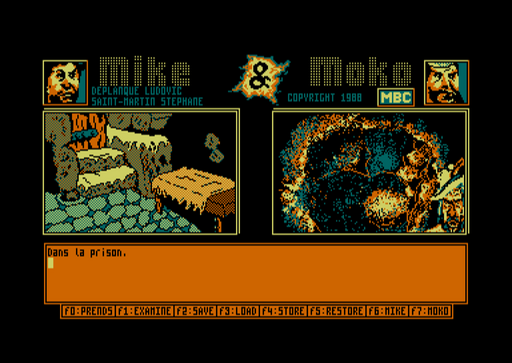 Mike & Moko
DEPLANQUE LUDOVIC
SAINT-MARTIN STEPHANE
COPYRIGHT 1988 MBC
Dans la prison.
f0:PRENDS f1:EXAMINE f2:SAVE f3:LOAD f4:STORE f5:RESTORE f6:MIKE f7:MOKO